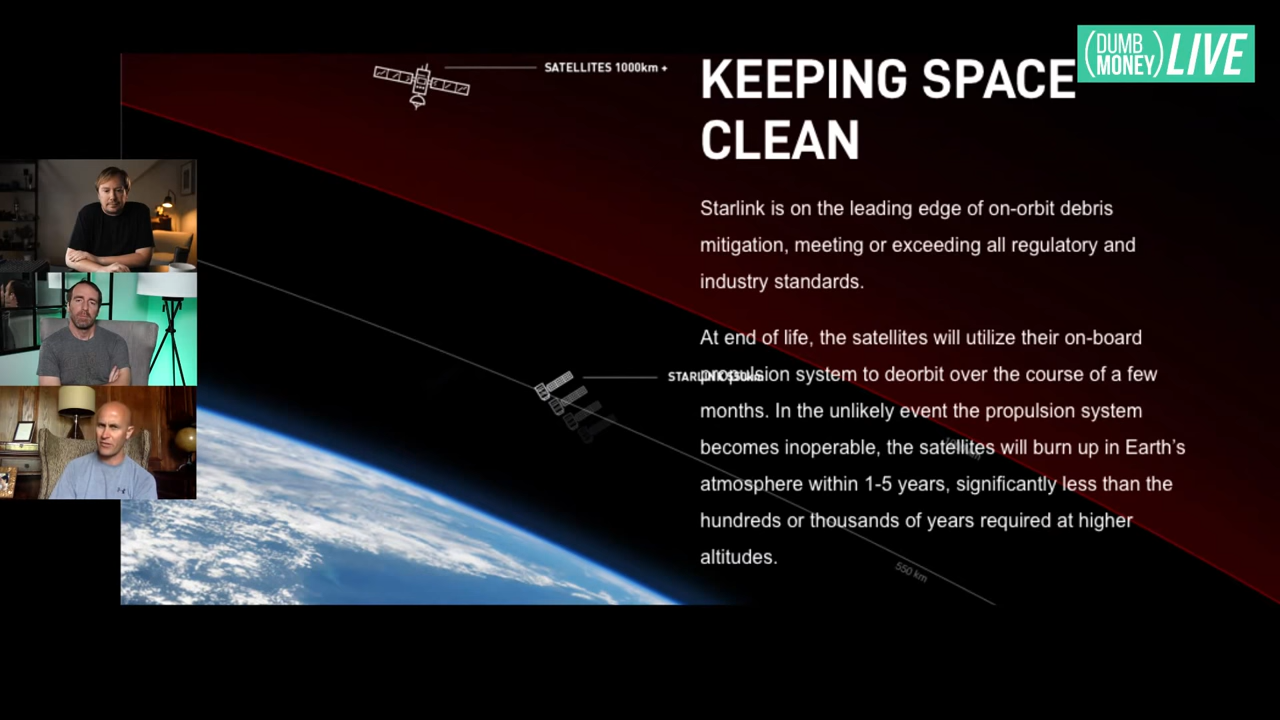 (DUMB
MONEY) LIVE
SATELLITES 1000km +
KEEPING SPACE
CLEAN
Starlink is on the leading edge of on-orbit debris
mitigation, meeting or exceeding all regulatory and
industry standards.
At end of life, the satellites will utilize their on-board
propulsion system to deorbit over the course of a few
months. In the unlikely event the propulsion system
becomes inoperable, the satellites will burn up in Earth's
atmosphere within 1-5 years, significantly less than the
hundreds or thousands of years required at higher
altitudes.
STARLINK 550km
550 km